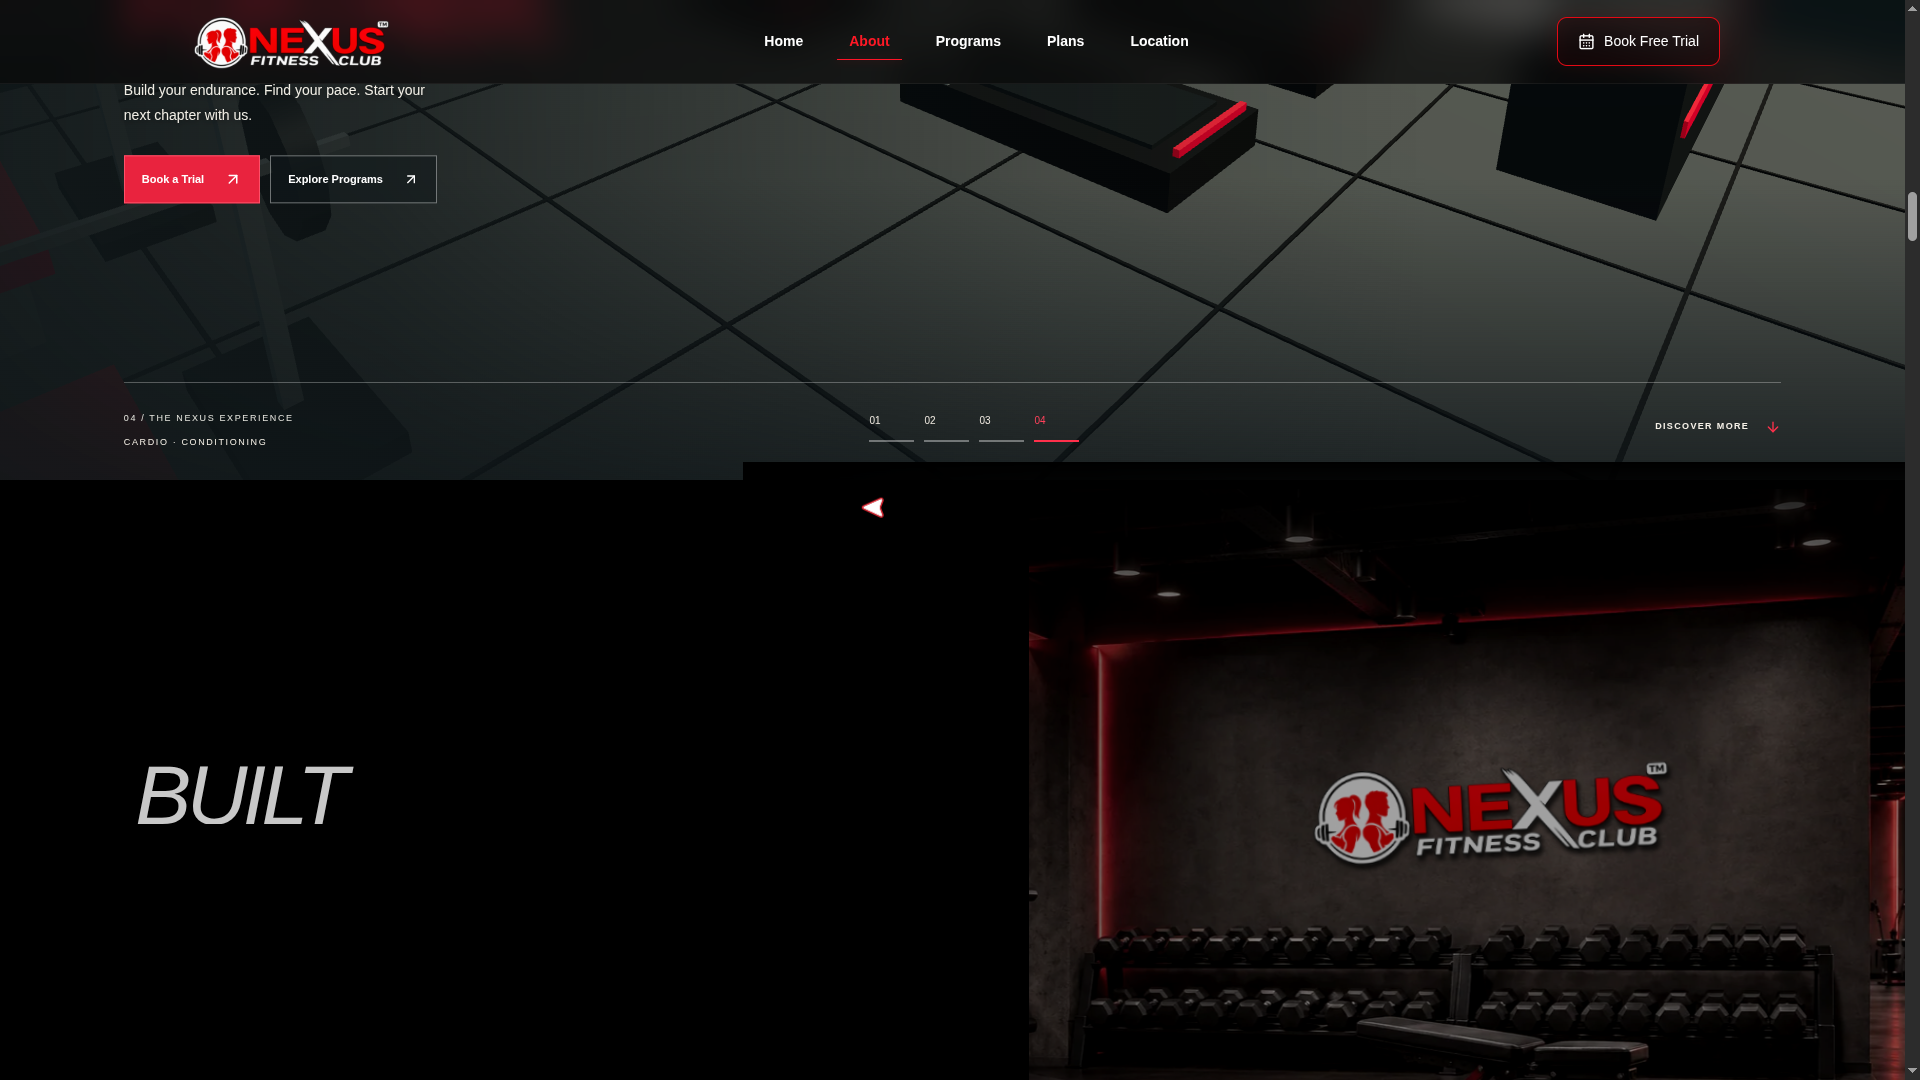 NEXUS
FITNESS CLUB
TM
Home
About
Programs
Plans
Location
Book Free Trial
Build your endurance. Find your pace. Start your
next chapter with us.
Book a Trial
Explore Programs
04 / THE NEXUS EXPERIENCE
CARDIO · CONDITIONING
01
02
03
04
DISCOVER MORE
BUILT
NEXUS
FITNESS CLUB
TM